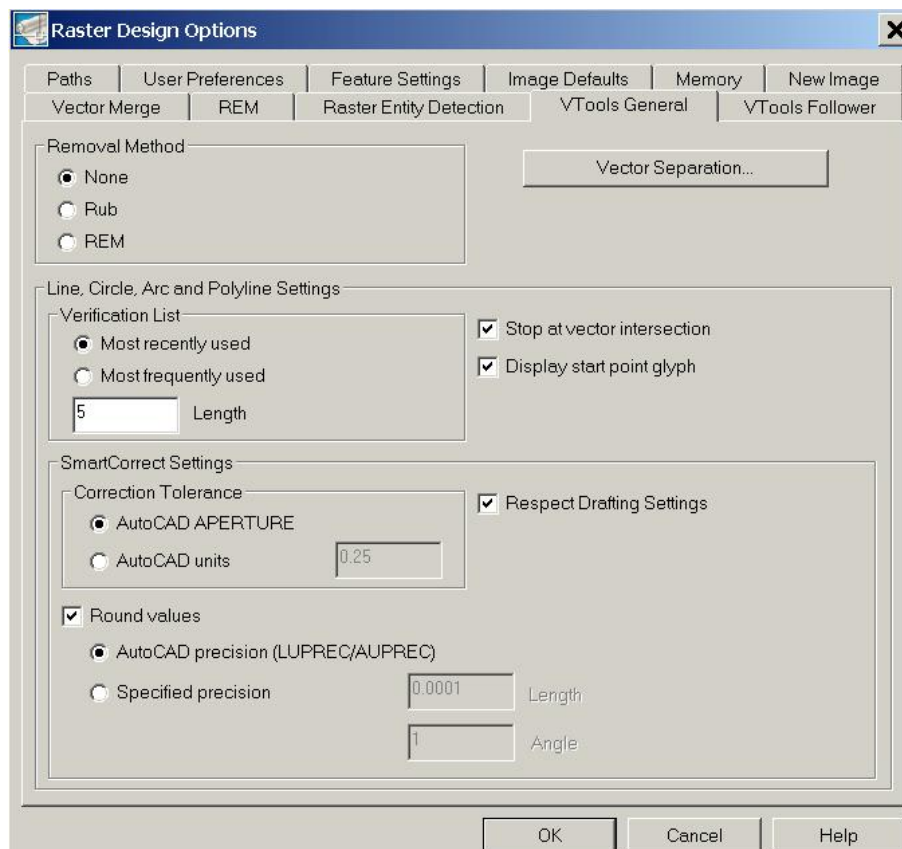 Raster Design Options
Paths User Preferences Feature Settings Image Defaults Memory New Image
Vector Merge REM Raster Entity Detection VTools General VTools Follower
Removal Method
None
Rub
REM
Vector Separation...
Line, Circle, Arc and Polyline Settings
Verification List
Most recently used
Most frequently used
5 Length
Stop at vector intersection
Display start point glyph
SmartCorrect Settings
Correction Tolerance
AutoCAD APERTURE
AutoCAD units 0.25
Respect Drafting Settings
Round values
AutoCAD precision (LUPREC/AUPREC)
Specified precision 0.0001 Length
1 Angle
OK Cancel Help